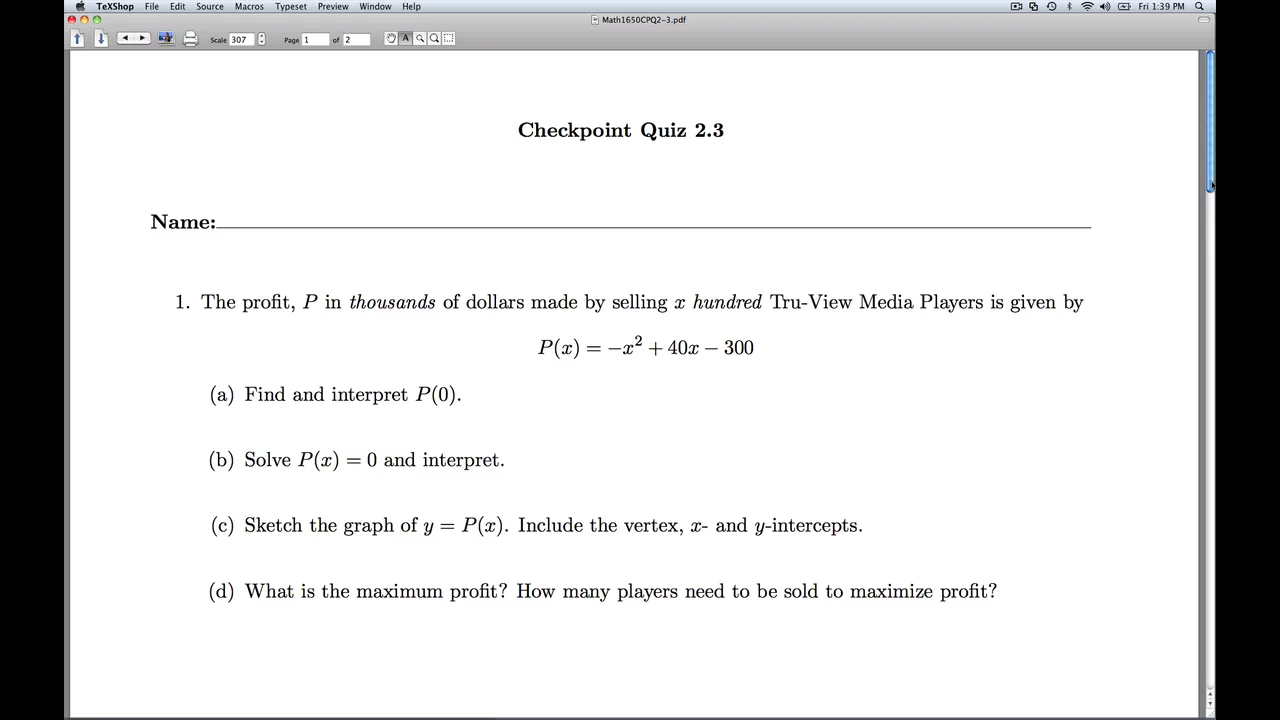 TeXShop File Edit Source Macros Typeset Preview Window Help Fri 1:39 PM
Math1650CPQ2-3.pdf
Scale 307 Page 1 of 2 A
Checkpoint Quiz 2.3
Name:
1. The profit, P in thousands of dollars made by selling x hundred Tru-View Media Players is given by
P(x) = −x² + 40x − 300
(a) Find and interpret P(0).
(b) Solve P(x) = 0 and interpret.
(c) Sketch the graph of y = P(x). Include the vertex, x- and y-intercepts.
(d) What is the maximum profit? How many players need to be sold to maximize profit?